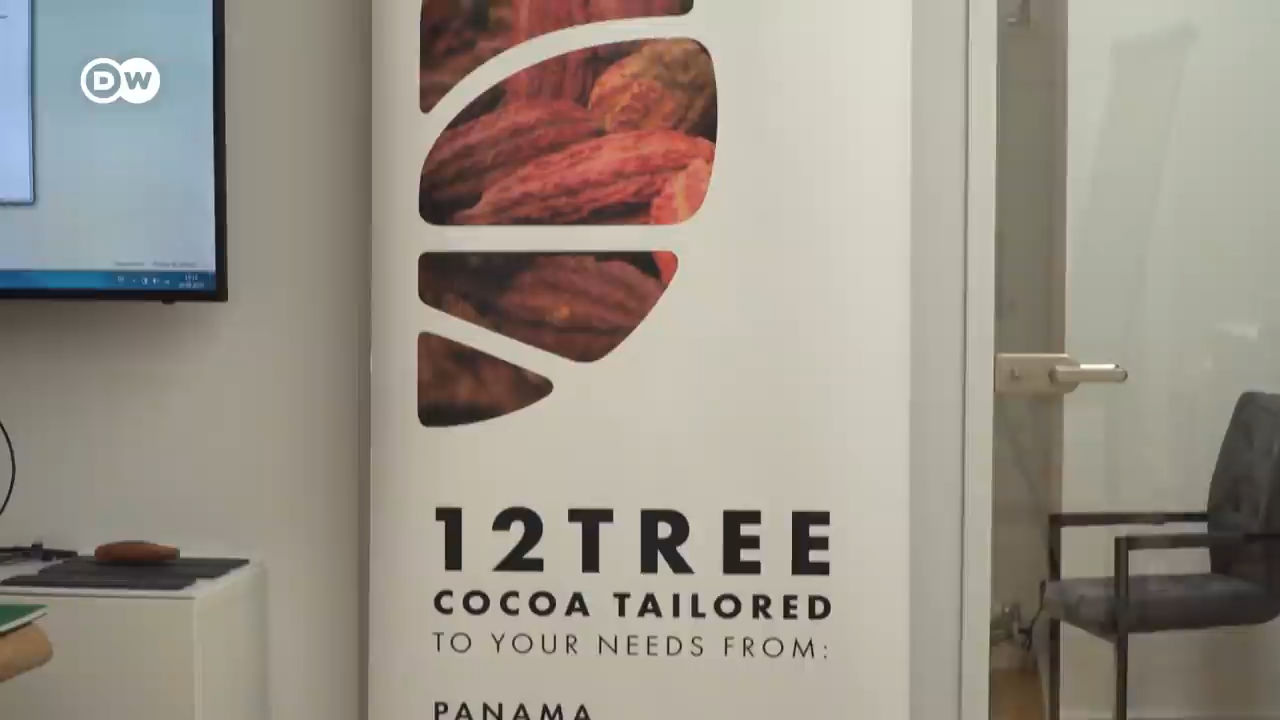 DW
12TREE
COCOA TAILORED
TO YOUR NEEDS FROM:
PANAMA